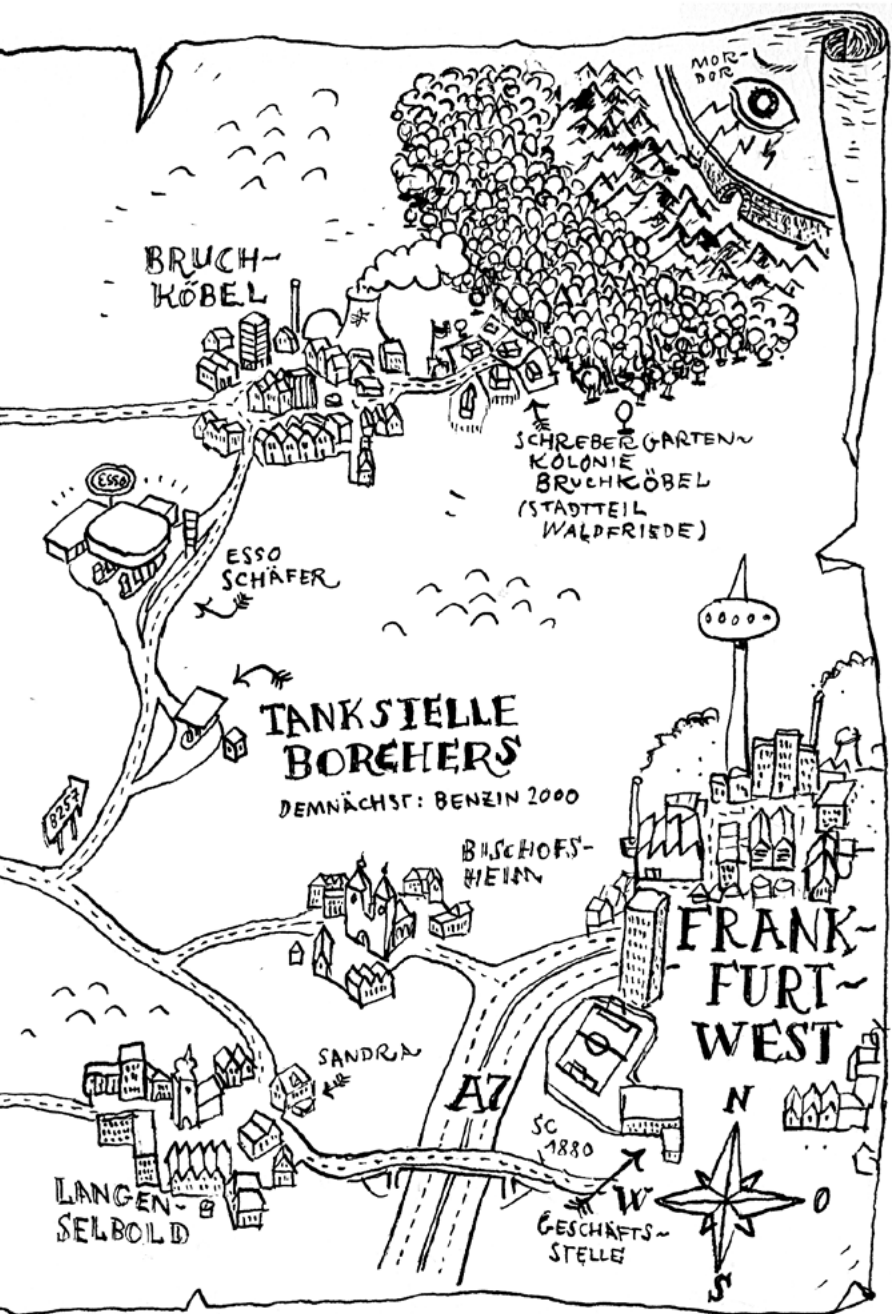 MOR-
DOR
BRUCH-
KÖBEL
SCHREBERGARTEN-
KOLONIE
BRUCHKÖBEL
(STADTTEIL
WALDFRIEDE)
ESSO
ESSO
SCHÄFER
TANKSTELLE
BORCHERS
DEMNÄCHST: BENZIN 2000
B257
BISCHOFS-
HEIM
FRANK-
FURT-
WEST
SANDRA
A7
SC
1880
GESCHÄFTS-
STELLE
LANGEN-
SELBOLD
N
W
O
S